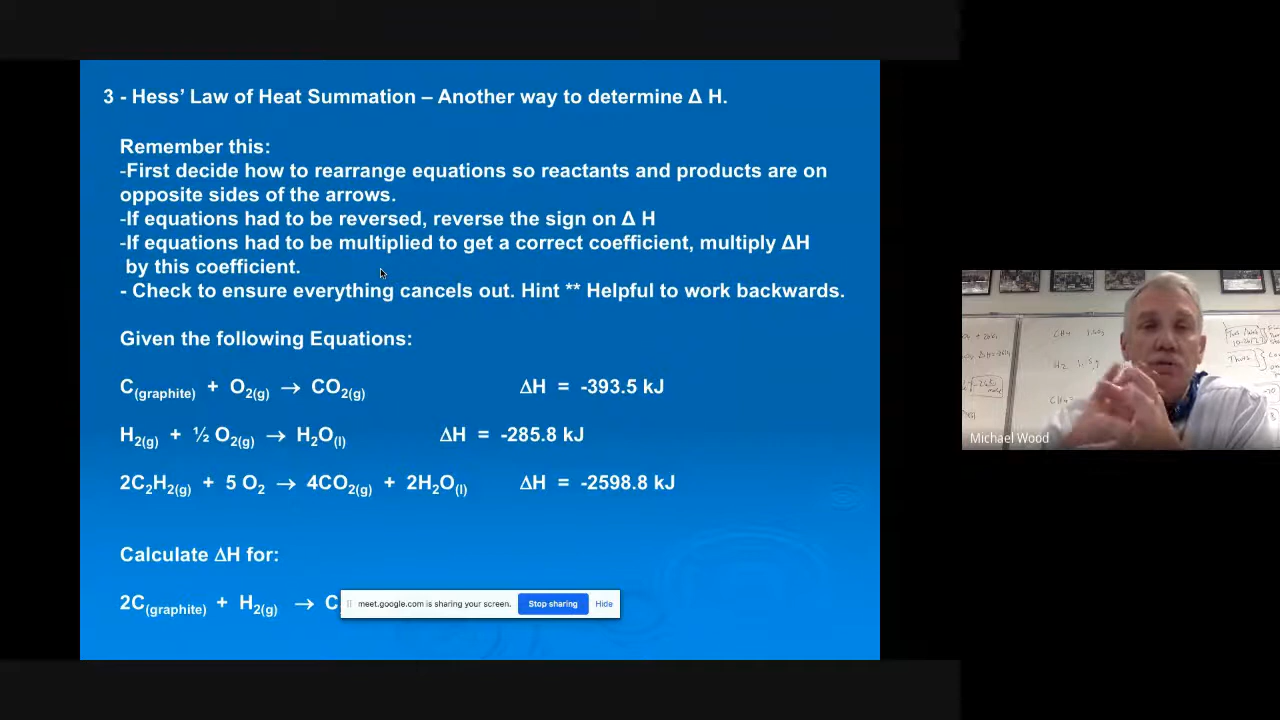 3 - Hess’ Law of Heat Summation – Another way to determine Δ H.
Remember this:
-First decide how to rearrange equations so reactants and products are on
opposite sides of the arrows.
-If equations had to be reversed, reverse the sign on Δ H
-If equations had to be multiplied to get a correct coefficient, multiply ΔH
by this coefficient.
- Check to ensure everything cancels out. Hint ** Helpful to work backwards.
Given the following Equations:
C(graphite) + O2(g) → CO2(g) ΔH = -393.5 kJ
H2(g) + ½ O2(g) → H2O(l) ΔH = -285.8 kJ
2C2H2(g) + 5 O2 → 4CO2(g) + 2H2O(l) ΔH = -2598.8 kJ
Calculate ΔH for:
2C(graphite) + H2(g) → C
meet.google.com is sharing your screen. Stop sharing Hide
CH4
H2
CH4
Thurs
Michael Wood